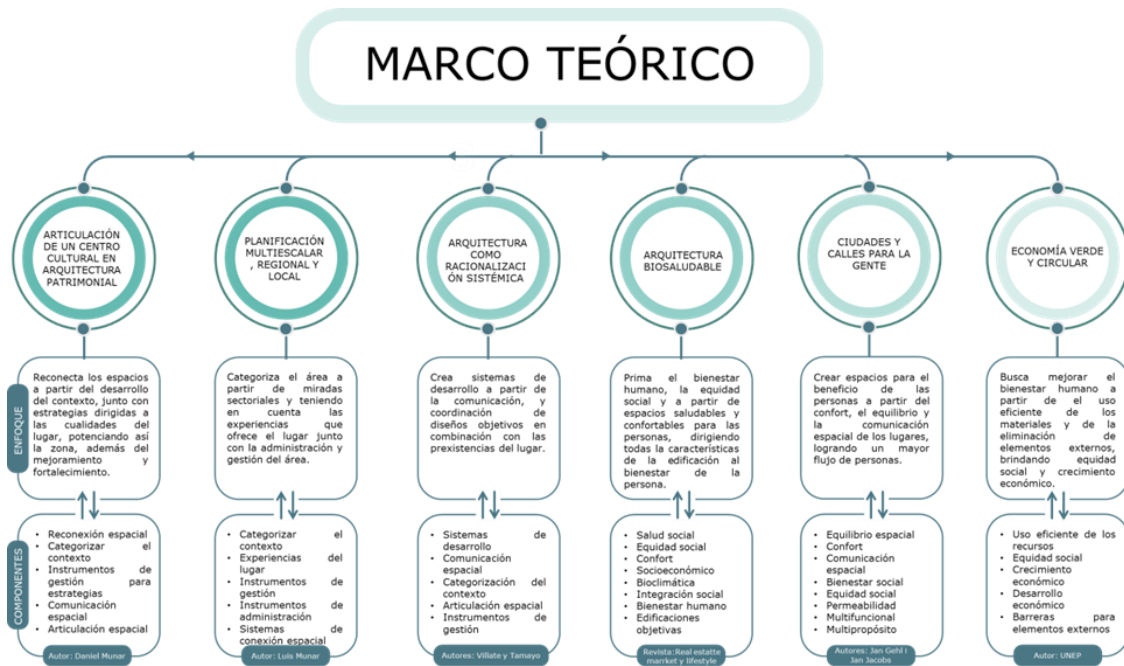 MARCO TEÓRICO
ARTICULACIÓN
DE UN CENTRO
CULTURAL EN
ARQUITECTURA
PATRIMONIAL
PLANIFICACIÓN
MULTIESCALAR
, REGIONAL Y
LOCAL
ARQUITECTURA
COMO
RACIONALIZACI
ÓN SISTÉMICA
ARQUITECTURA
BIOSALUDABLE
CIUDADES Y
CALLES PARA LA
GENTE
ECONOMÍA VERDE
Y CIRCULAR
ENFOQUE
Reconecta los espacios
a partir del desarrollo
del contexto, junto con
estrategias dirigidas a
las cualidades del
lugar, potenciando así
la zona, además del
mejoramiento y
fortalecimiento.
Categoriza el área a
partir de miradas
sectoriales y teniendo
en cuenta las
experiencias que
ofrece el lugar junto
con la administración y
gestión del área.
Crea sistemas de
desarrollo a partir de
la comunicación, y
coordinación de
diseños objetivos en
combinación con las
prexistencias del lugar.
Prima el bienestar
humano, la equidad
social y a partir de
espacios saludables y
confortables para las
personas, dirigiendo
todas la características
de la edificación al
bienestar de la
persona.
Crear espacios para el
beneficio de las
personas a partir del
confort, el equilibrio y
la comunicación
espacial de los lugares,
logrando un mayor
flujo de personas.
Busca mejorar el
bienestar humano a
partir de el uso
eficiente de los
materiales y de la
eliminación de
elementos externos,
brindando equidad
social y crecimiento
económico.
COMPONENTES
• Reconexión espacial
• Categorizar el
contexto
• Instrumentos de
gestión para
estrategias
• Comunicación
espacial
• Articulación espacial
Autor: Daniel Munar
• Categorizar el
contexto
• Experiencias del
lugar
• Instrumentos de
gestión
• Instrumentos de
administración
• Sistemas de
conexión espacial
Autor: Luis Munar
• Sistemas de
desarrollo
• Comunicación
espacial
• Categorización del
contexto
• Articulación espacial
• Instrumentos de
gestión
Autores: Villate y Tamayo
• Salud social
• Equidad social
• Confort
• Socioeconómico
• Bioclimática
• Integración social
• Bienestar humano
• Edificaciones
objetivas
Revista:Real estatte
marrket y lifestyle
• Equilibrio espacial
• Confort
• Comunicación
espacial
• Bienestar social
• Equidad social
• Permeabilidad
• Multifuncional
• Multipropósito
Autores: Jan Gehl i
Jan Jacobs
• Uso eficiente de los
recursos
• Equidad social
• Crecimiento
económico
• Desarrollo
económico
• Barreras para
elementos externos
Autor: UNEP